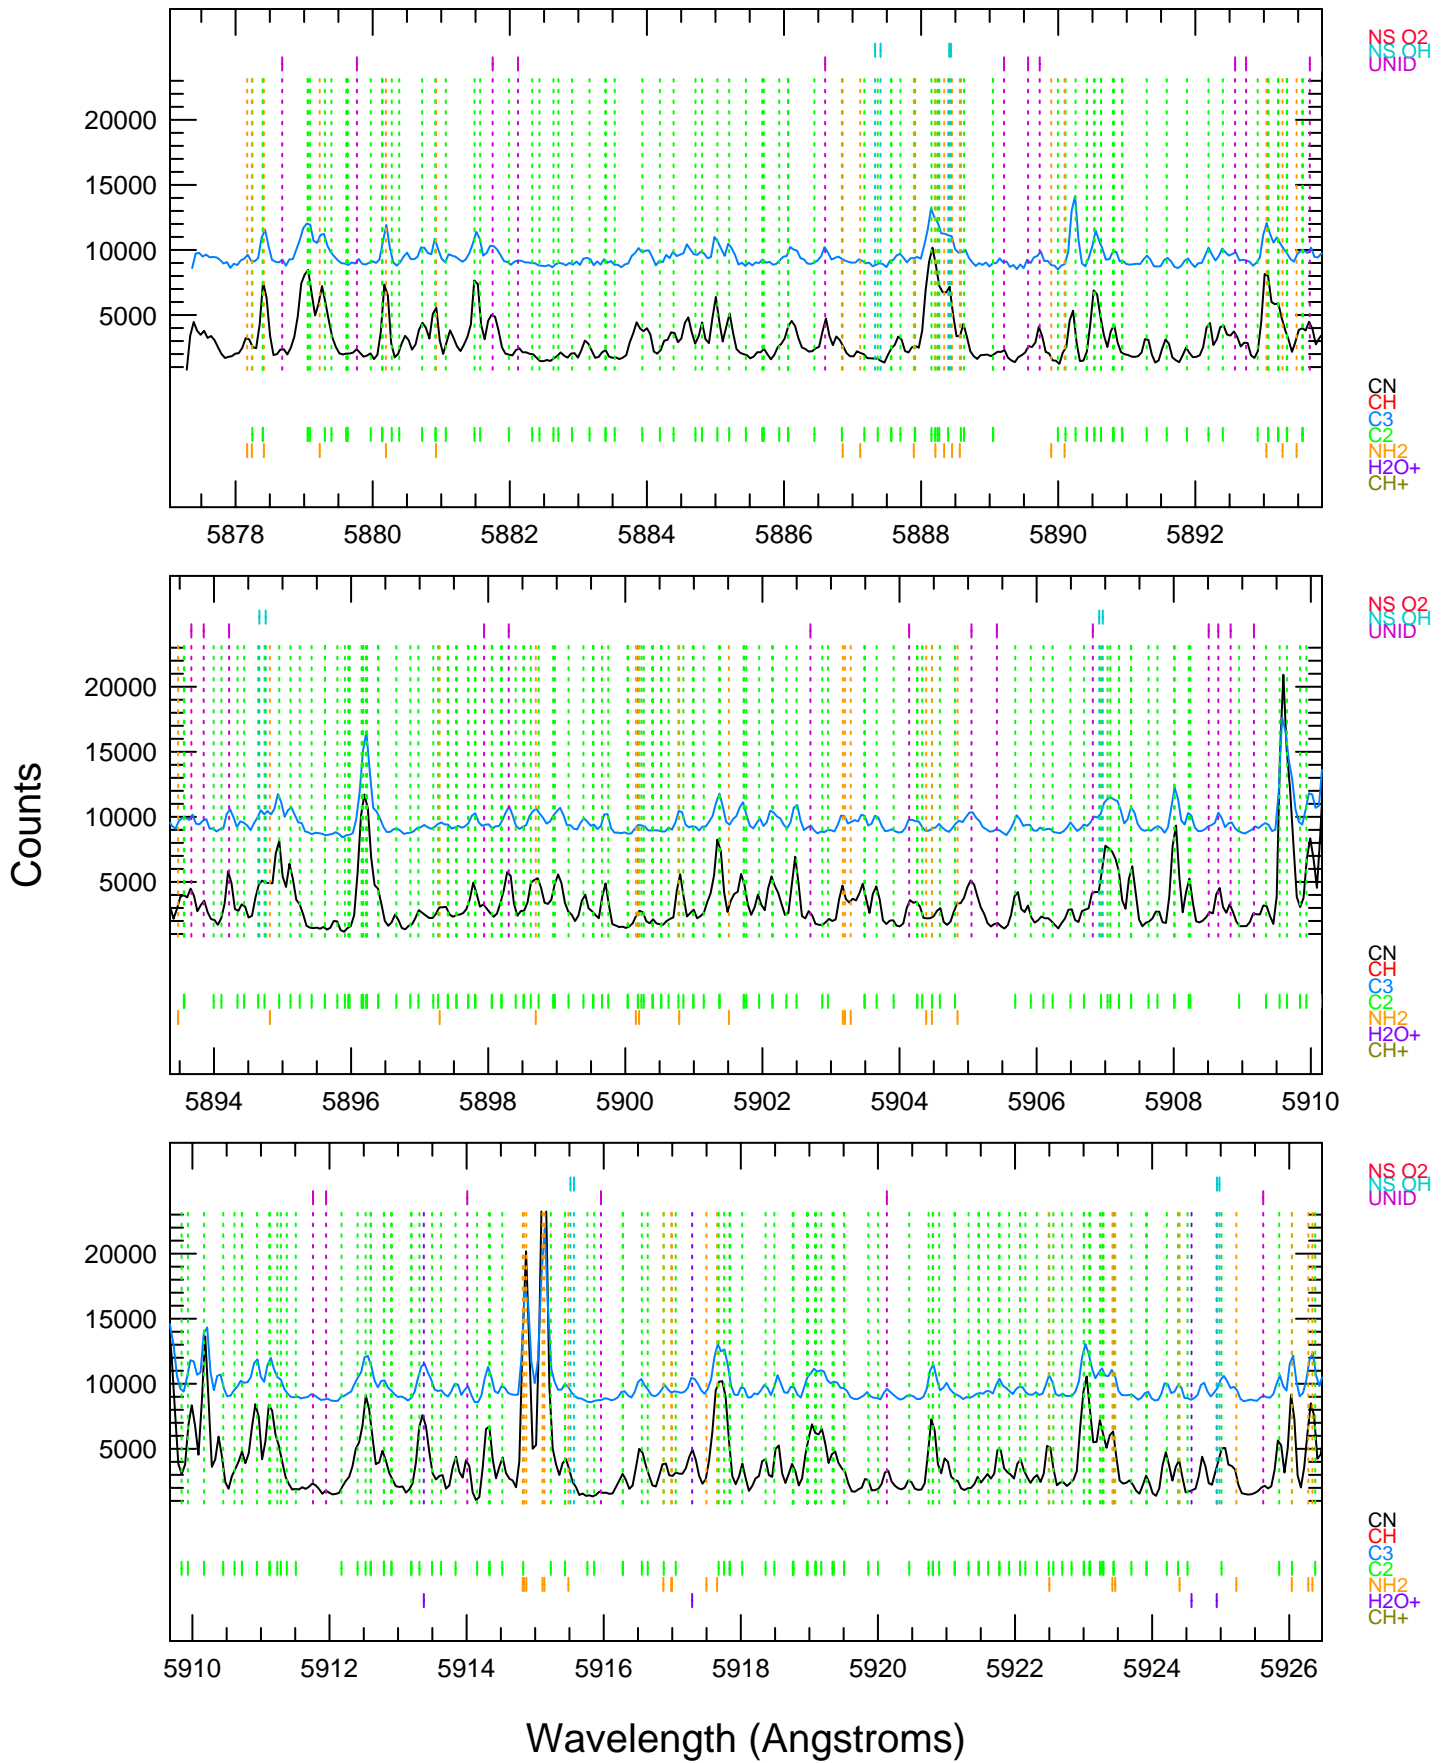 NS O2
NS OH
UNID
20000
15000
10000
5000
CN
CH
C3
C2
NH2
H2O+
CH+
5878 5880 5882 5884 5886 5888 5890 5892
NS O2
NS OH
UNID
20000
15000
10000
5000
CN
CH
C3
C2
NH2
H2O+
CH+
5894 5896 5898 5900 5902 5904 5906 5908 5910
Counts
NS O2
NS OH
UNID
20000
15000
10000
5000
CN
CH
C3
C2
NH2
H2O+
CH+
5910 5912 5914 5916 5918 5920 5922 5924 5926
Wavelength (Angstroms)